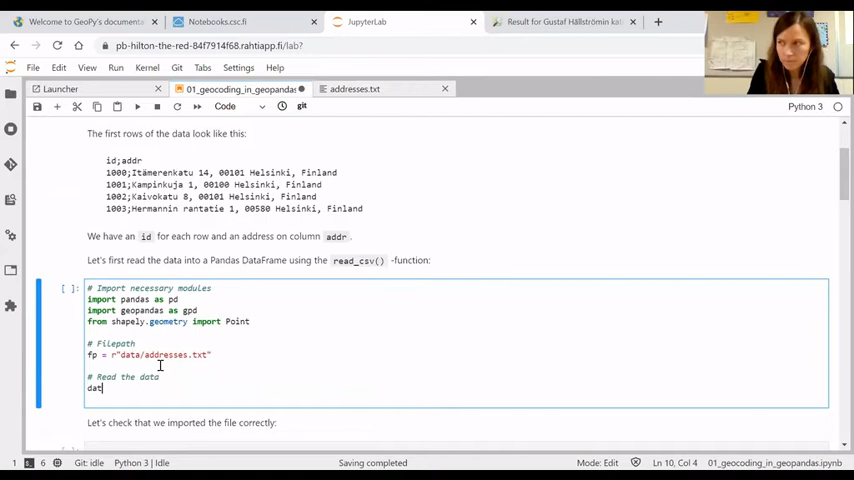 Welcome to GeoPy's documenta
Notebooks.csc.fi
JupyterLab
Result for Gustaf Hällströmin kat
pb-hilton-the-red-84f7914f68.rahtiapp.fi/lab?
File Edit View Run Kernel Git Tabs Settings Help
Launcher
01_geocoding_in_geopandas
addresses.txt
Code
git
Python 3
The first rows of the data look like this:
id;addr
1000;Itämerenkatu 14, 00101 Helsinki, Finland
1001;Kampinkuja 1, 00100 Helsinki, Finland
1002;Kaivokatu 8, 00101 Helsinki, Finland
1003;Hermannin rantatie 1, 00580 Helsinki, Finland
We have an id for each row and an address on column addr.
Let's first read the data into a Pandas DataFrame using the read_csv() -function:
[ ]:
# Import necessary modules
import pandas as pd
import geopandas as gpd
from shapely.geometry import Point
# Filepath
fp = r"data/addresses.txt"
# Read the data
dat
Let's check that we imported the file correctly:
1 6 Git: idle Python 3 | Idle Saving completed Mode: Edit Ln 10, Col 4 01_geocoding_in_geopandas.ipynb